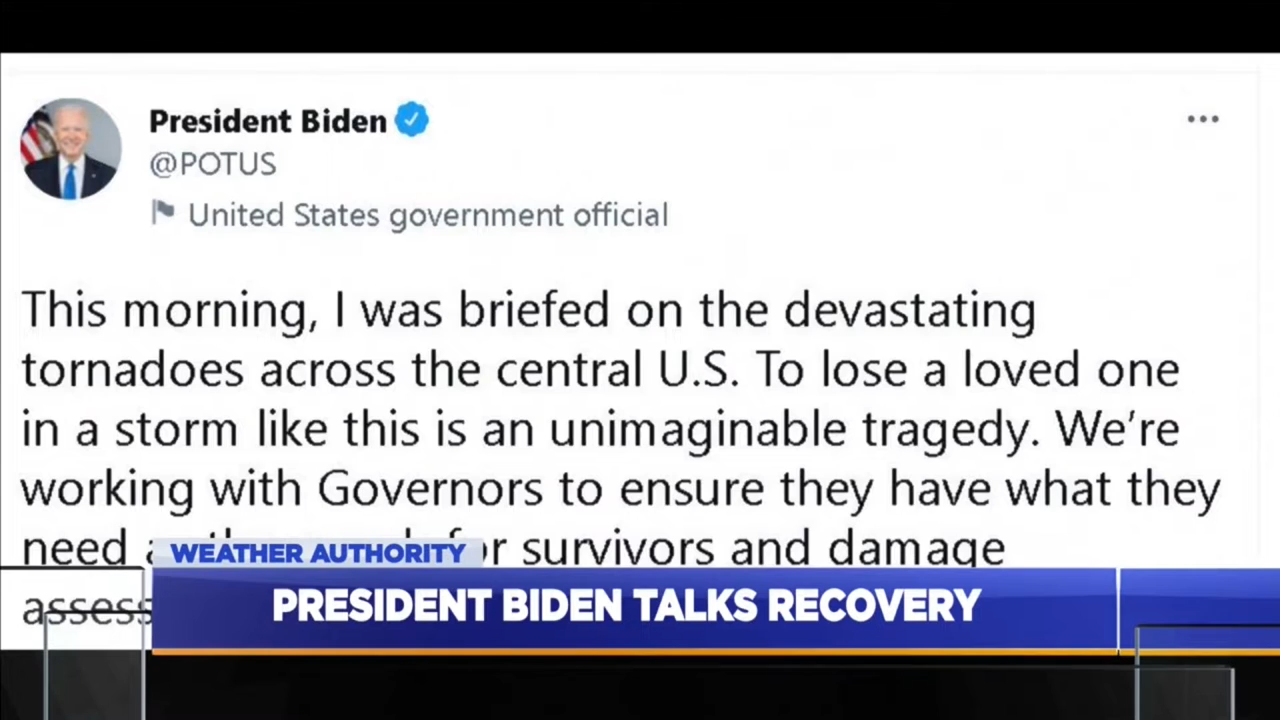 President Biden
@POTUS
United States government official
This morning, I was briefed on the devastating
tornadoes across the central U.S. To lose a loved one
in a storm like this is an unimaginable tragedy. We're
working with Governors to ensure they have what they
need for survivors and damage
WEATHER AUTHORITY
PRESIDENT BIDEN TALKS RECOVERY